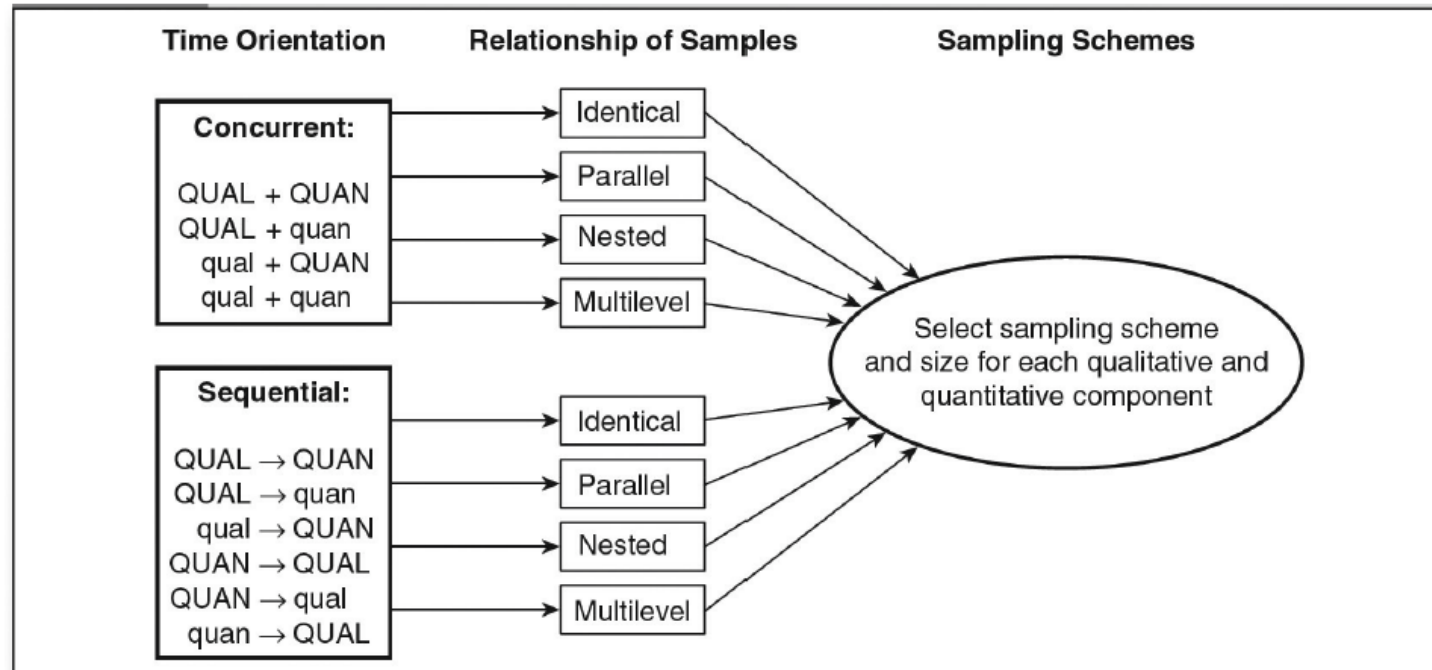 Time Orientation
Relationship of Samples
Sampling Schemes
Concurrent:
QUAL + QUAN
QUAL + quan
qual + QUAN
qual + quan
Identical
Parallel
Nested
Multilevel
Sequential:
QUAL → QUAN
QUAL → quan
qual → QUAN
QUAN → QUAL
QUAN → qual
quan → QUAL
Identical
Parallel
Nested
Multilevel
Select sampling scheme
and size for each qualitative and
quantitative component